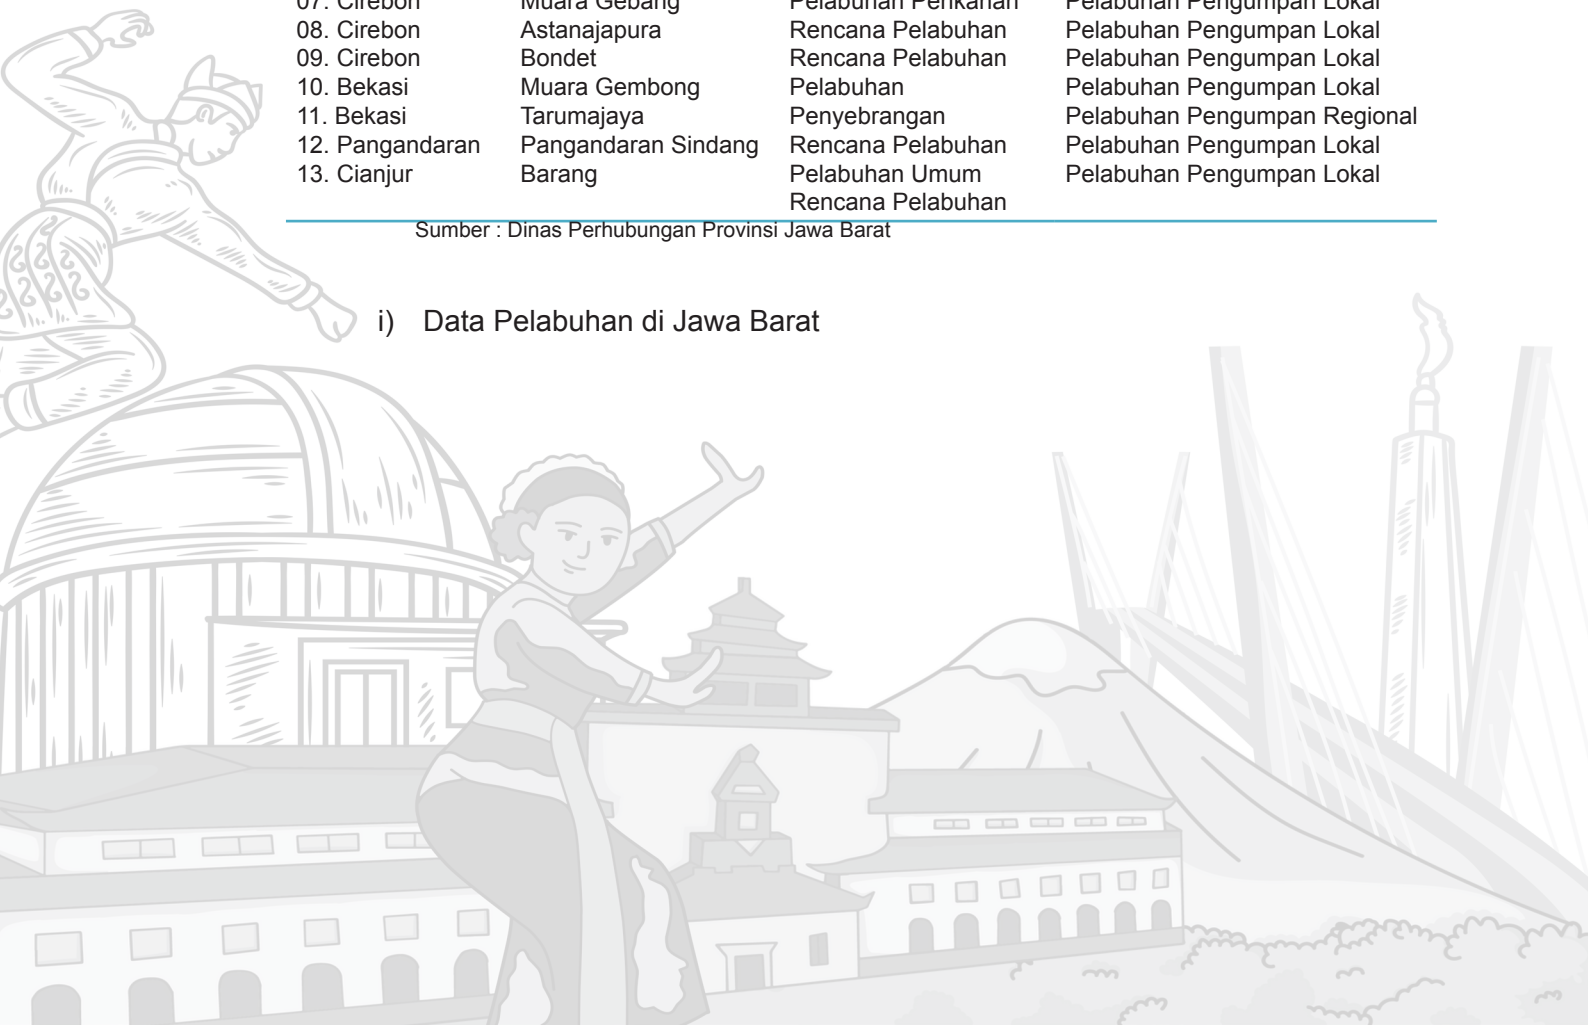 07. Cirebon Muara Gebang Pelabuhan Perikanan Pelabuhan Pengumpan Lokal
08. Cirebon Astanajapura Rencana Pelabuhan Pelabuhan Pengumpan Lokal
09. Cirebon Bondet Rencana Pelabuhan Pelabuhan Pengumpan Lokal
10. Bekasi Muara Gembong Pelabuhan Pelabuhan Pengumpan Lokal
11. Bekasi Tarumajaya Penyebrangan Pelabuhan Pengumpan Regional
12. Pangandaran Pangandaran Sindang Rencana Pelabuhan Pelabuhan Pengumpan Lokal
13. Cianjur Barang Pelabuhan Umum Pelabuhan Pengumpan Lokal
Rencana Pelabuhan
Sumber : Dinas Perhubungan Provinsi Jawa Barat
i) Data Pelabuhan di Jawa Barat